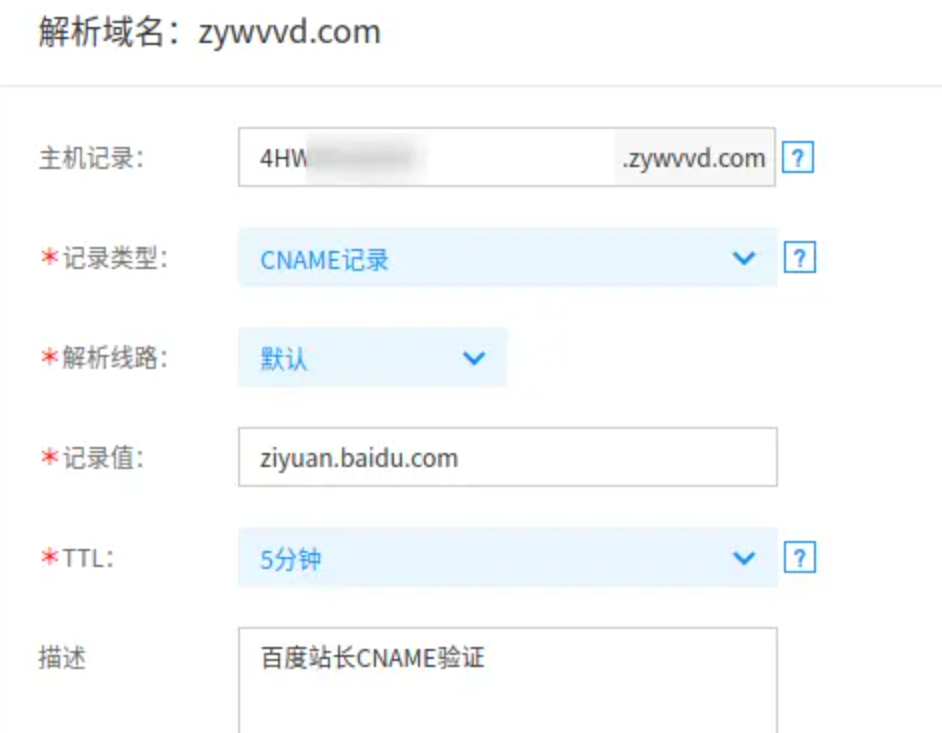 解析域名：zywvvd.com
主机记录： 4HW .zywvvd.com ?
*记录类型： CNAME记录 ?
*解析线路： 默认
*记录值： ziyuan.baidu.com
*TTL： 5分钟 ?
描述 百度站长CNAME验证